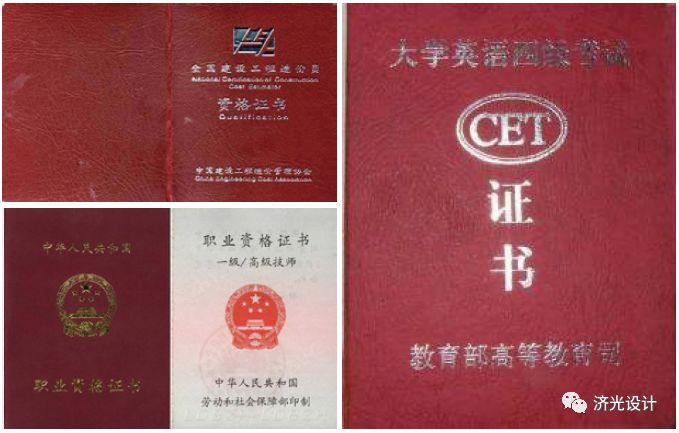 全国建设工程造价员
National Certification of Construction
Cost Estimator
资格证书
Qualification
中国建设工程造价管理协会
China Engineering Cost Association
中华人民共和国
职业资格证书
职业资格证书
一级/高级技师
中华人民共和国
劳动和社会保障部印制
大学英语四级考试
CET
证
书
教育部高等教育司
济光设计